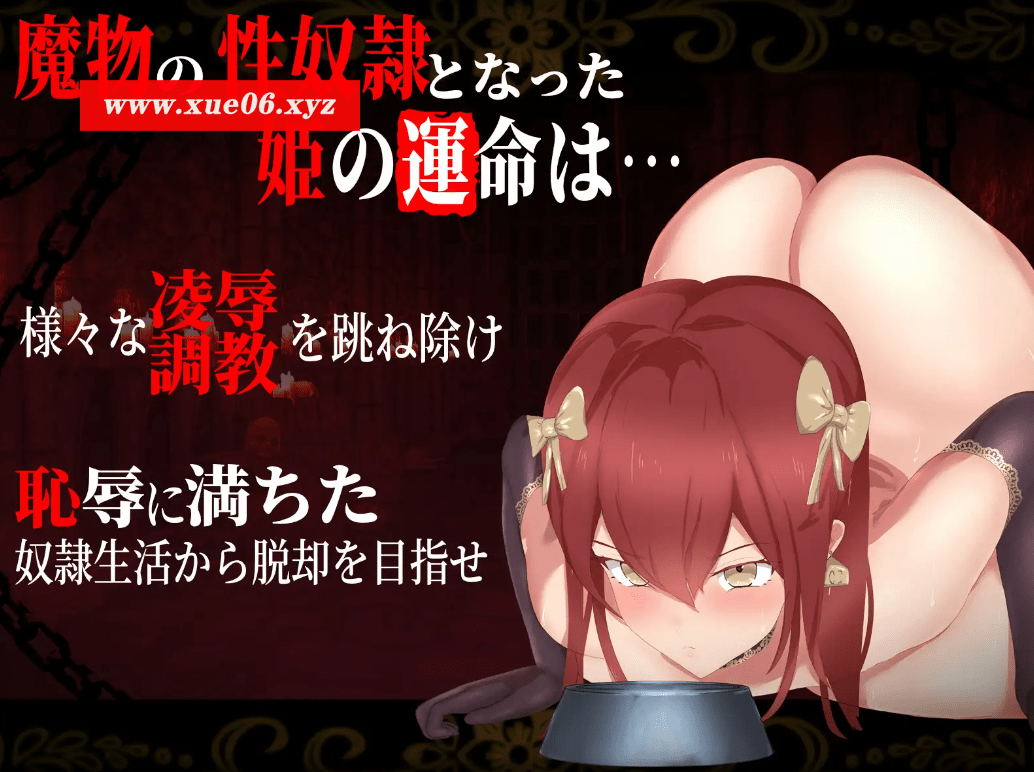 魔物の性奴隷となった
www.xue06.xyz
姫の運命は…
様々な凌辱調教を跳ね除け
恥辱に満ちた
奴隷生活から脱却を目指せ